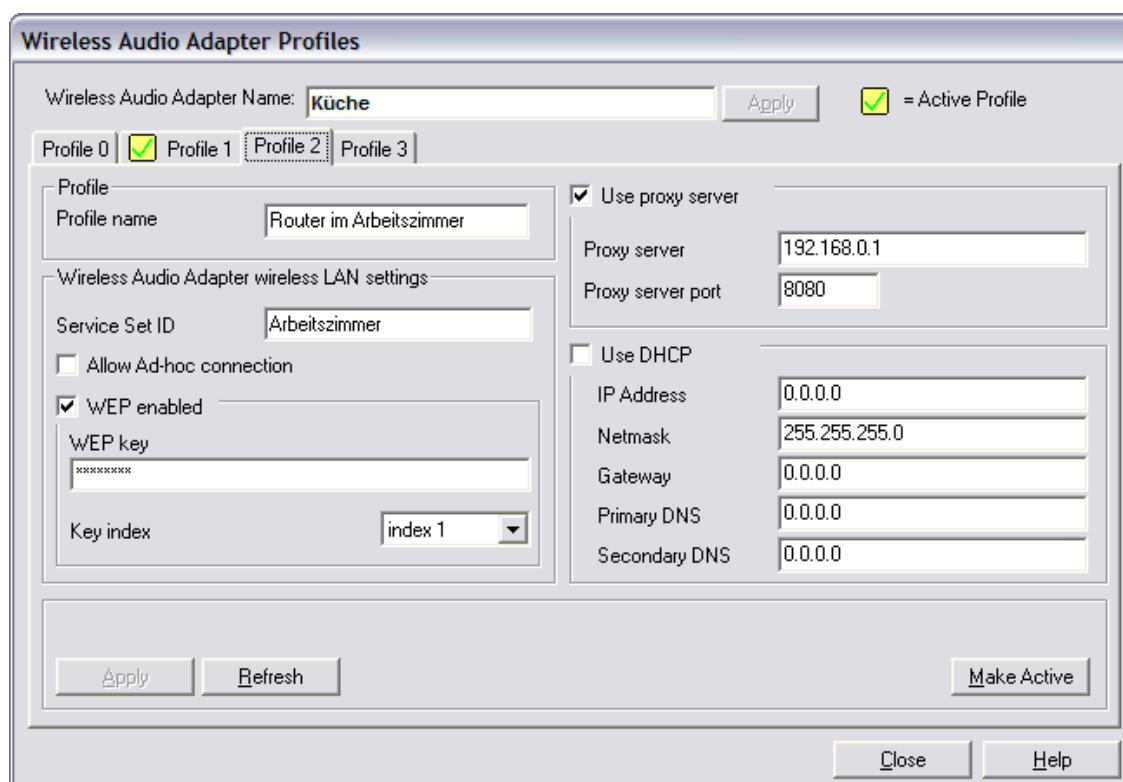 Wireless Audio Adapter Profiles
Wireless Audio Adapter Name: Küche Apply = Active Profile
Profile 0 Profile 1 Profile 2 Profile 3
Profile
Profile name Router im Arbeitszimmer
Wireless Audio Adapter wireless LAN settings
Service Set ID Arbeitszimmer
Allow Ad-hoc connection
WEP enabled
WEP key
********
Key index index 1
Use proxy server
Proxy server 192.168.0.1
Proxy server port 8080
Use DHCP
IP Address 0.0.0.0
Netmask 255.255.255.0
Gateway 0.0.0.0
Primary DNS 0.0.0.0
Secondary DNS 0.0.0.0
Apply Refresh Make Active
Close Help